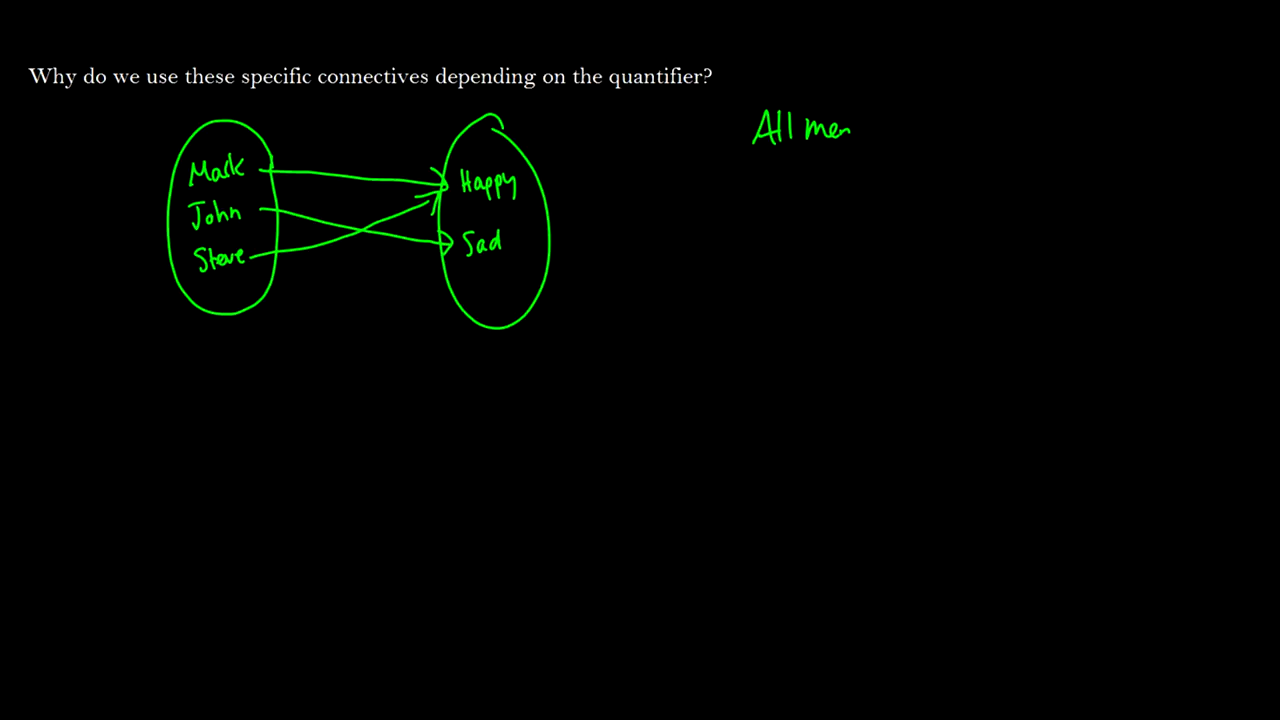 Why do we use these specific connectives depending on the quantifier?
All men
Mark
Happy
John
Sad
Steve